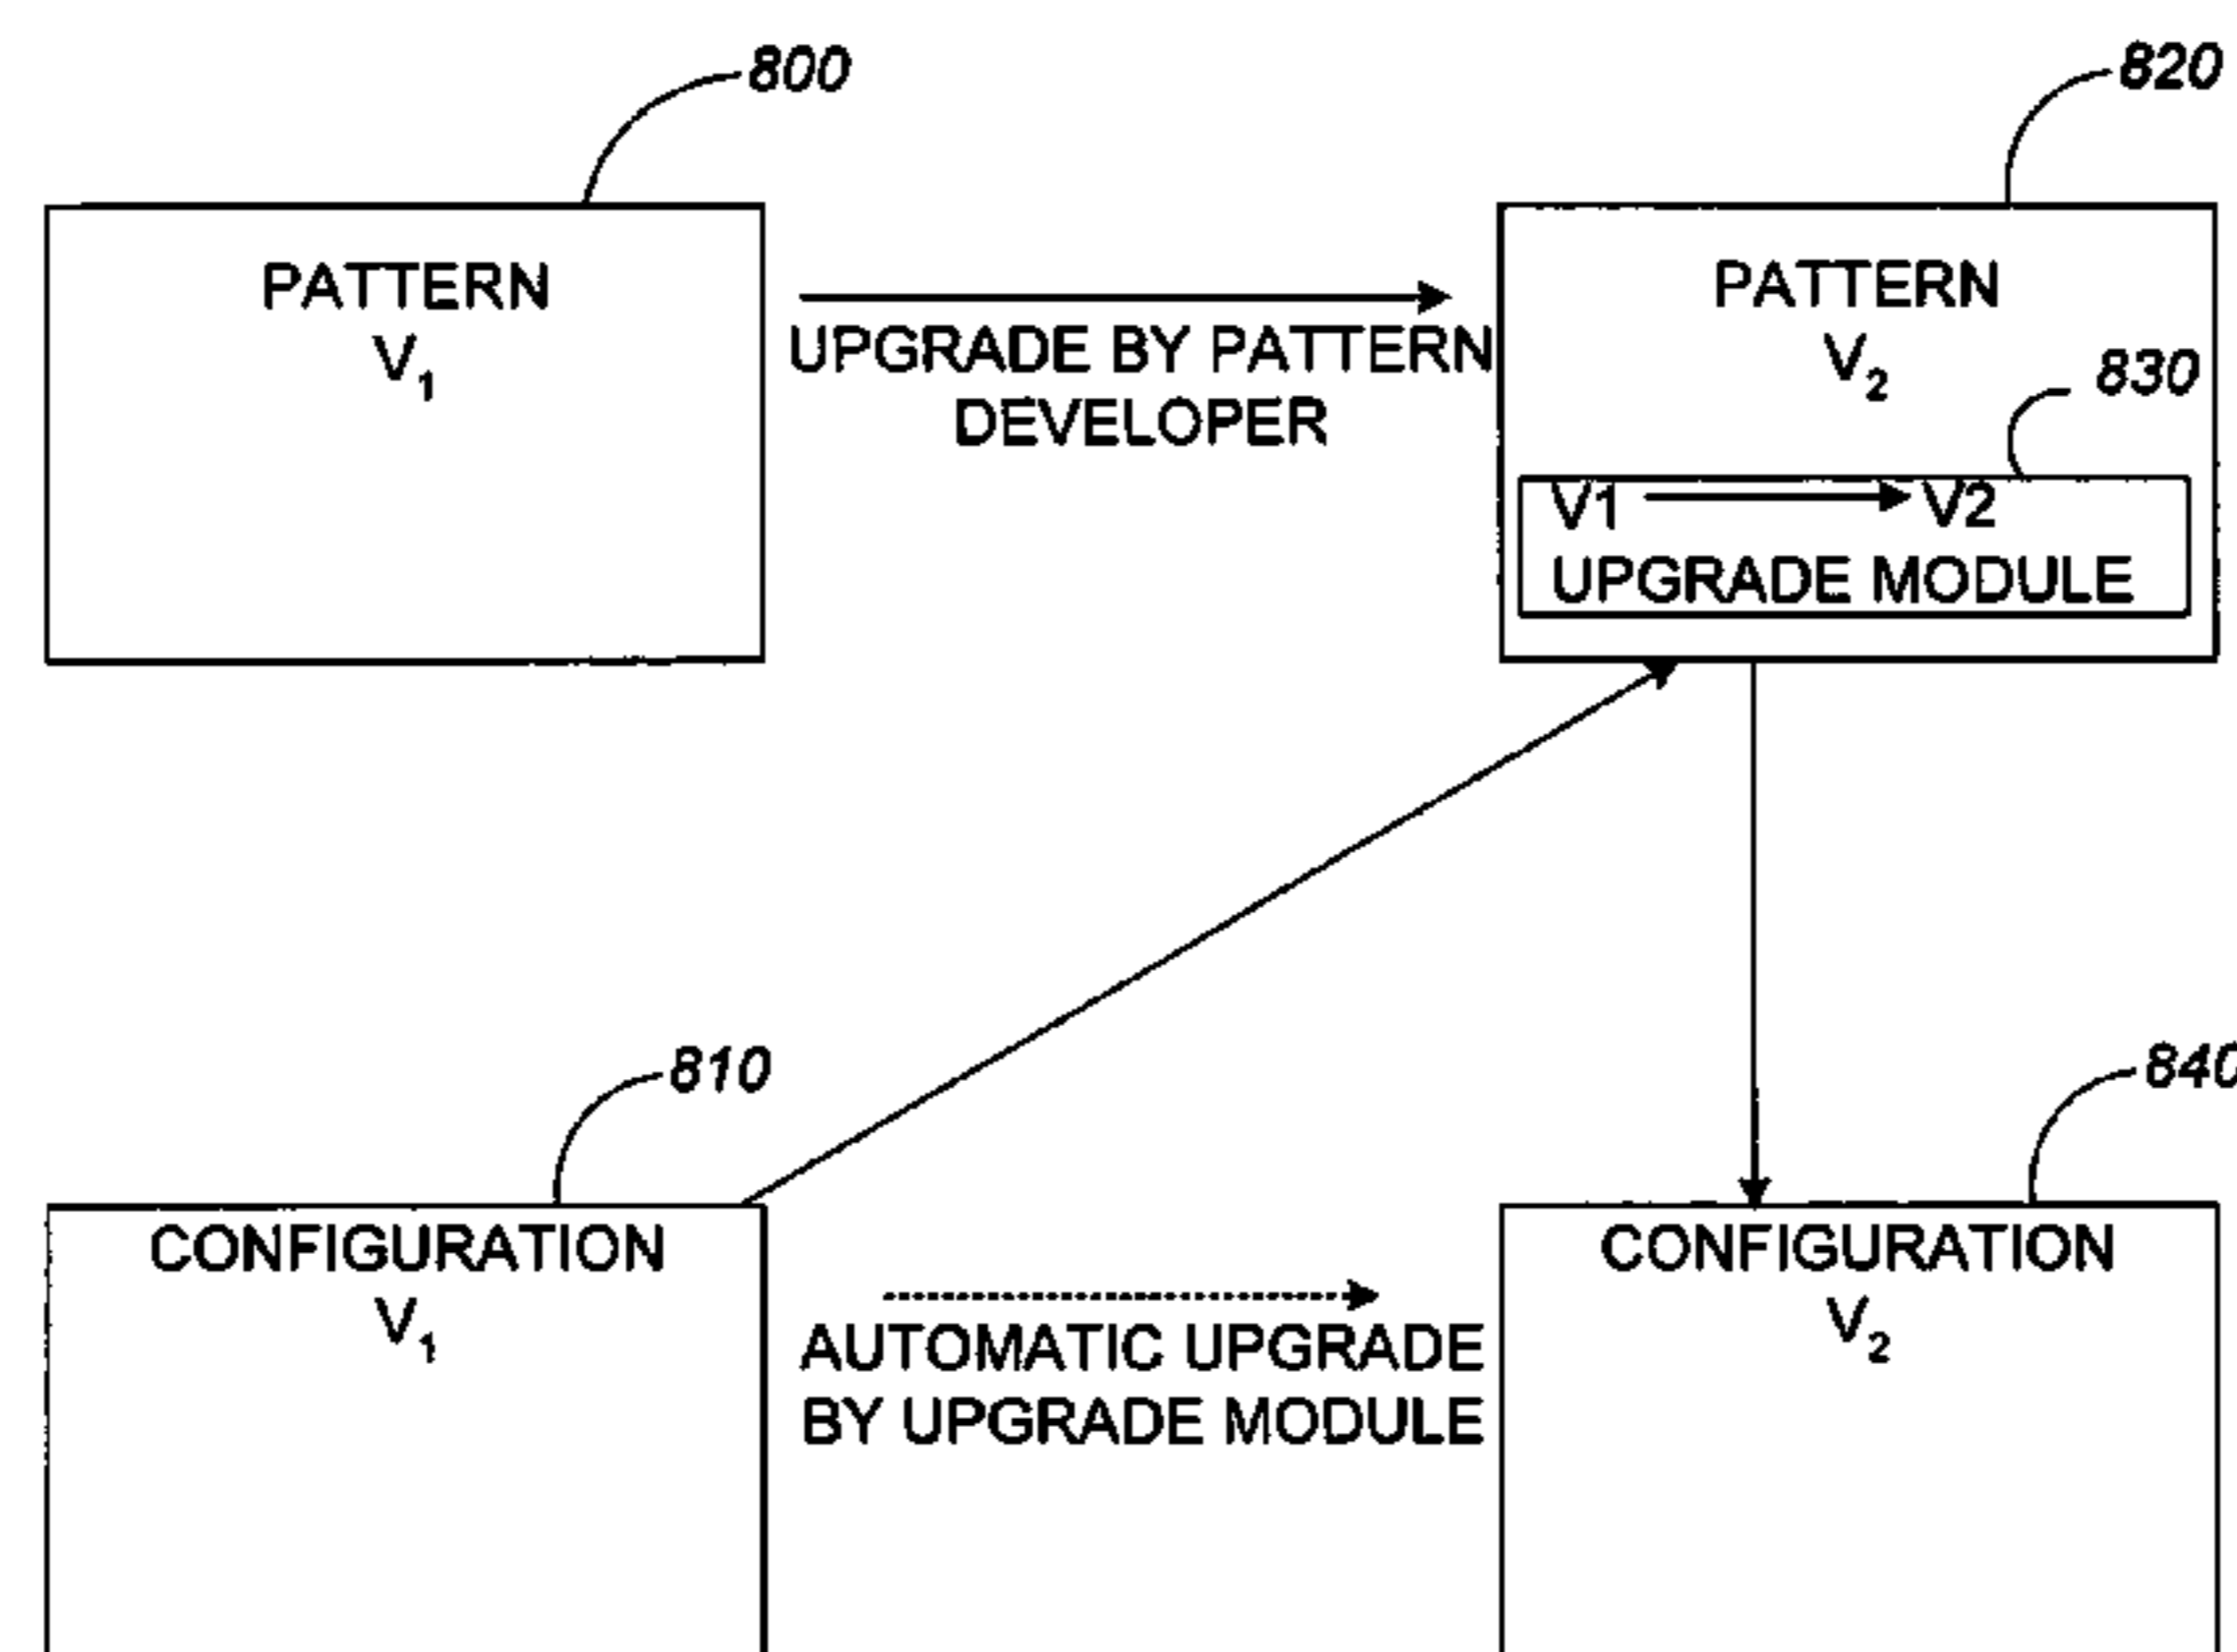 800
820
PATTERN
V₁
UPGRADE BY PATTERN
DEVELOPER
PATTERN
V₂
830
V1 V2
UPGRADE MODULE
810
840
CONFIGURATION
V₁
AUTOMATIC UPGRADE
BY UPGRADE MODULE
CONFIGURATION
V₂